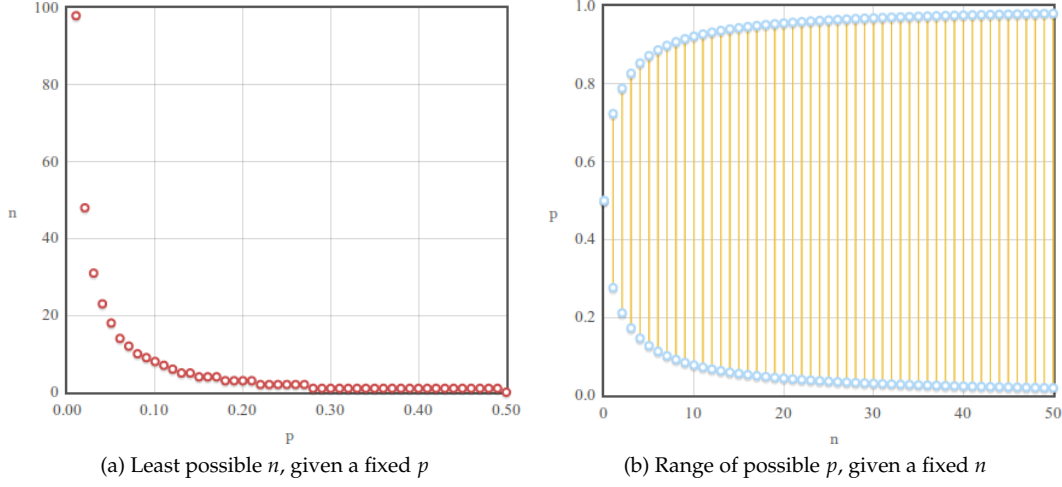 100
80
60
n
40
20
0
0.00 0.10 0.20 0.30 0.40 0.50
p
(a) Least possible n, given a fixed p
1.0
0.8
0.6
p
0.4
0.2
0.0
0 10 20 30 40 50
n
(b) Range of possible p, given a fixed n